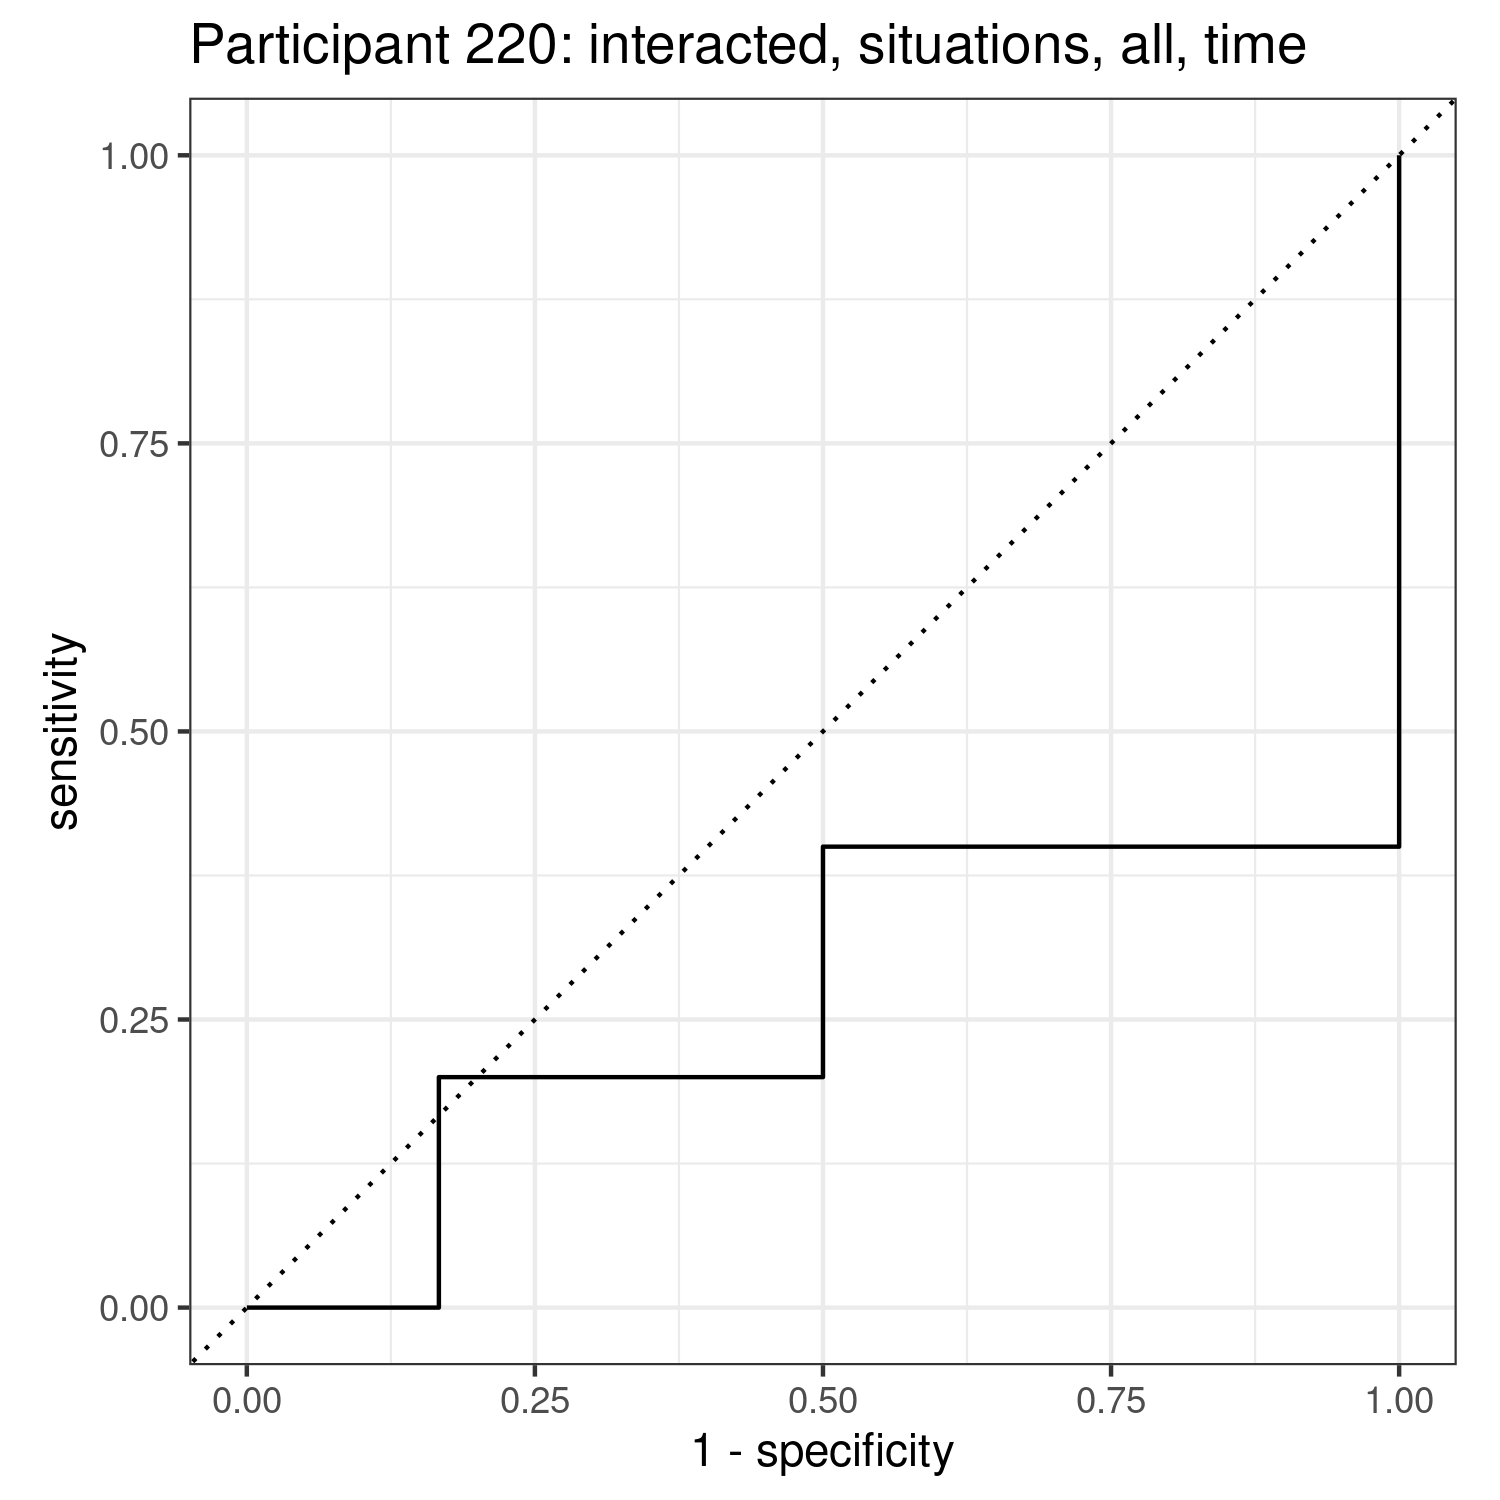 Participant 220: interacted, situations, all, time
1.00
0.75
0.50
0.25
0.00
sensitivity
0.00 0.25 0.50 0.75 1.00
1 - specificity